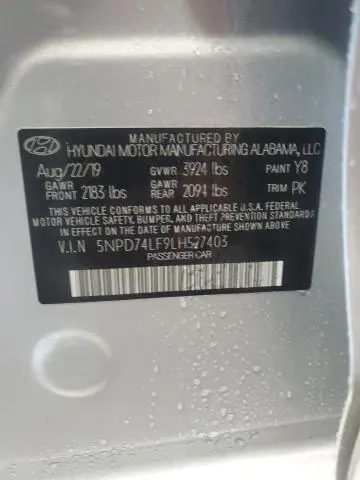 MANUFACTURED BY
HYUNDAI MOTOR MANUFACTURING ALABAMA, LLC
Aug/22/19 GVWR 3924 lbs PAINT Y8
GAWR FRONT 2183 lbs GAWR REAR 2094 lbs TRIM PK
THIS VEHICLE CONFORMS TO ALL APPLICABLE U.S.A. FEDERAL
MOTOR VEHICLE SAFETY, BUMPER, AND THEFT PREVENTION
STANDARDS IN EFFECT ON THE DATE OF MANUFACTURE SHOWN ABOVE.
V.I.N 5NPD74LF9LH527403
PASSENGER CAR